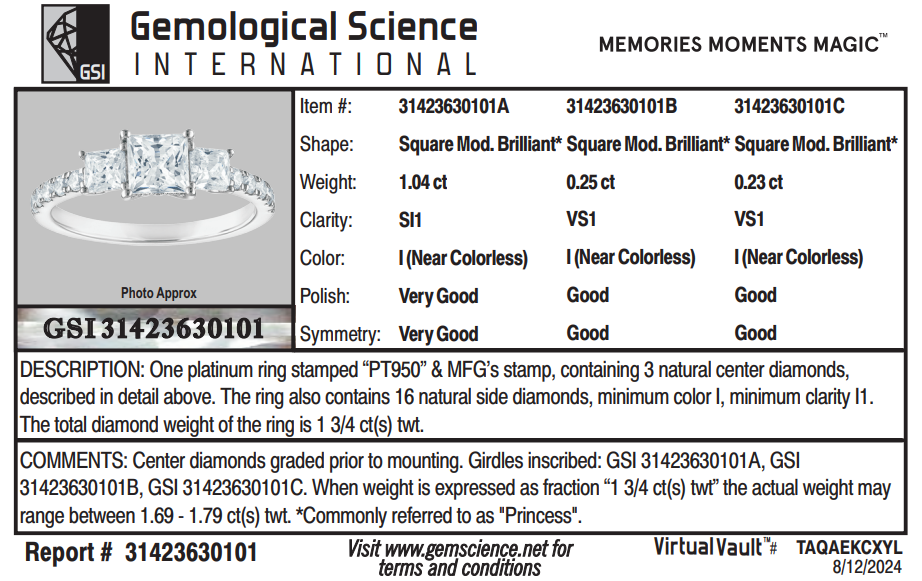 GSI
Gemological Science
INTERNATIONAL
MEMORIES MOMENTS MAGIC™
Photo Approx
GSI 31423630101
Item #: 31423630101A 31423630101B 31423630101C
Shape: Square Mod. Brilliant* Square Mod. Brilliant* Square Mod. Brilliant*
Weight: 1.04 ct 0.25 ct 0.23 ct
Clarity: SI1 VS1 VS1
Color: I (Near Colorless) I (Near Colorless) I (Near Colorless)
Polish: Very Good Good Good
Symmetry: Very Good Good Good
DESCRIPTION: One platinum ring stamped “PT950” & MFG’s stamp, containing 3 natural center diamonds,
described in detail above. The ring also contains 16 natural side diamonds, minimum color I, minimum clarity I1.
The total diamond weight of the ring is 1 3/4 ct(s) twt.
COMMENTS: Center diamonds graded prior to mounting. Girdles inscribed: GSI 31423630101A, GSI
31423630101B, GSI 31423630101C. When weight is expressed as fraction “1 3/4 ct(s) twt” the actual weight may
range between 1.69 - 1.79 ct(s) twt. *Commonly referred to as "Princess".
Report # 31423630101
Visit www.gemscience.net for
terms and conditions
VirtualVault™# TAQAEKCXYL
8/12/2024